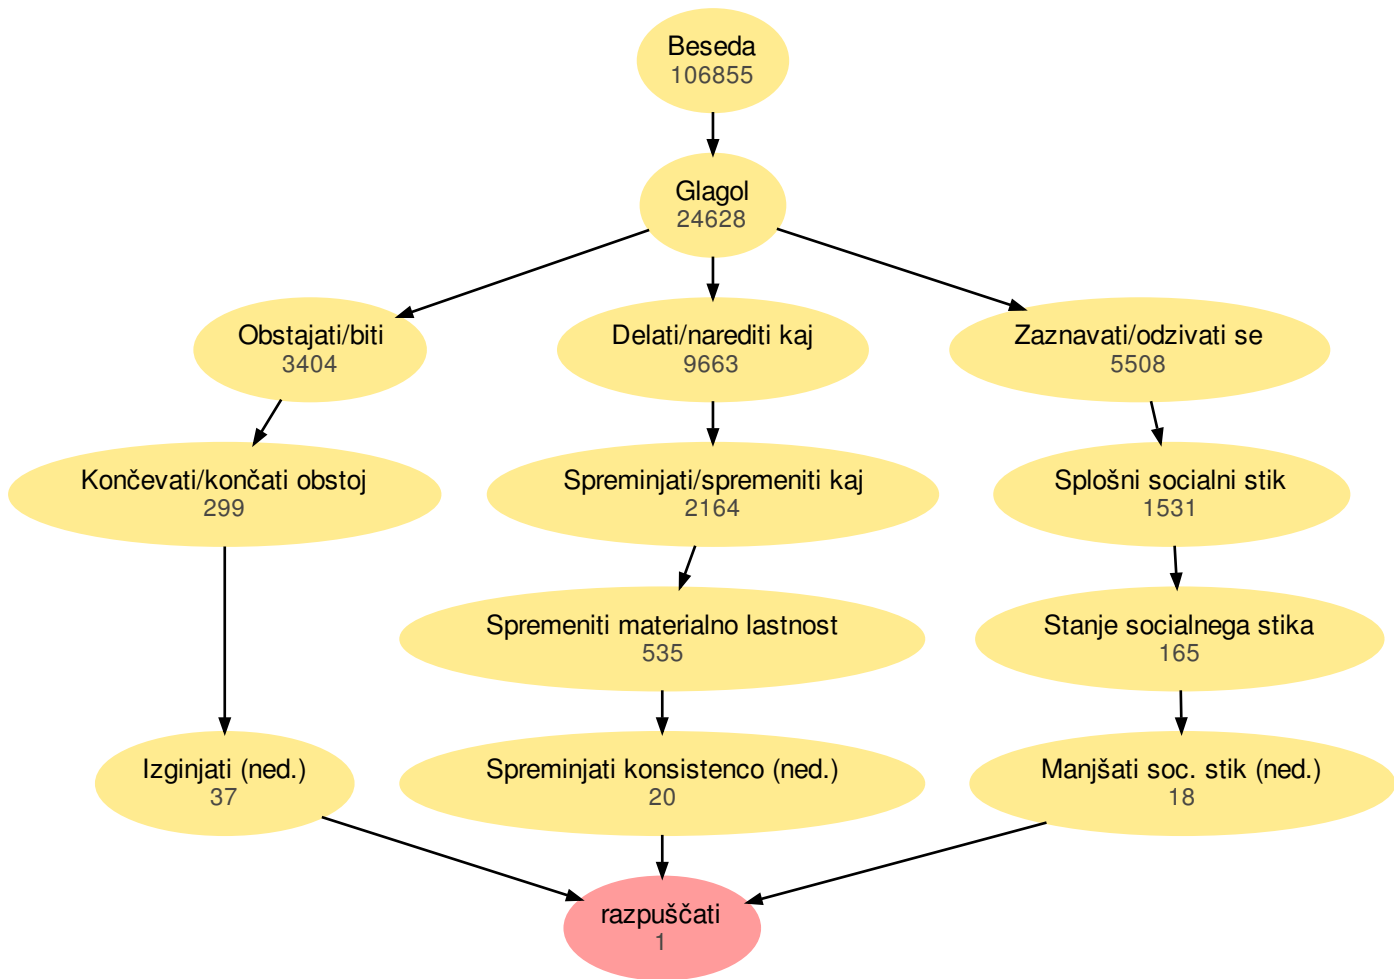 Beseda
106855
Glagol
24628
Obstajati/biti
3404
Delati/narediti kaj
9663
Zaznavati/odzivati se
5508
Končevati/končati obstoj
299
Spreminjati/spremeniti kaj
2164
Splošni socialni stik
1531
Spremeniti materialno lastnost
535
Stanje socialnega stika
165
Izginjati (ned.)
37
Spreminjati konsistenco (ned.)
20
Manjšati soc. stik (ned.)
18
razpuščati
1